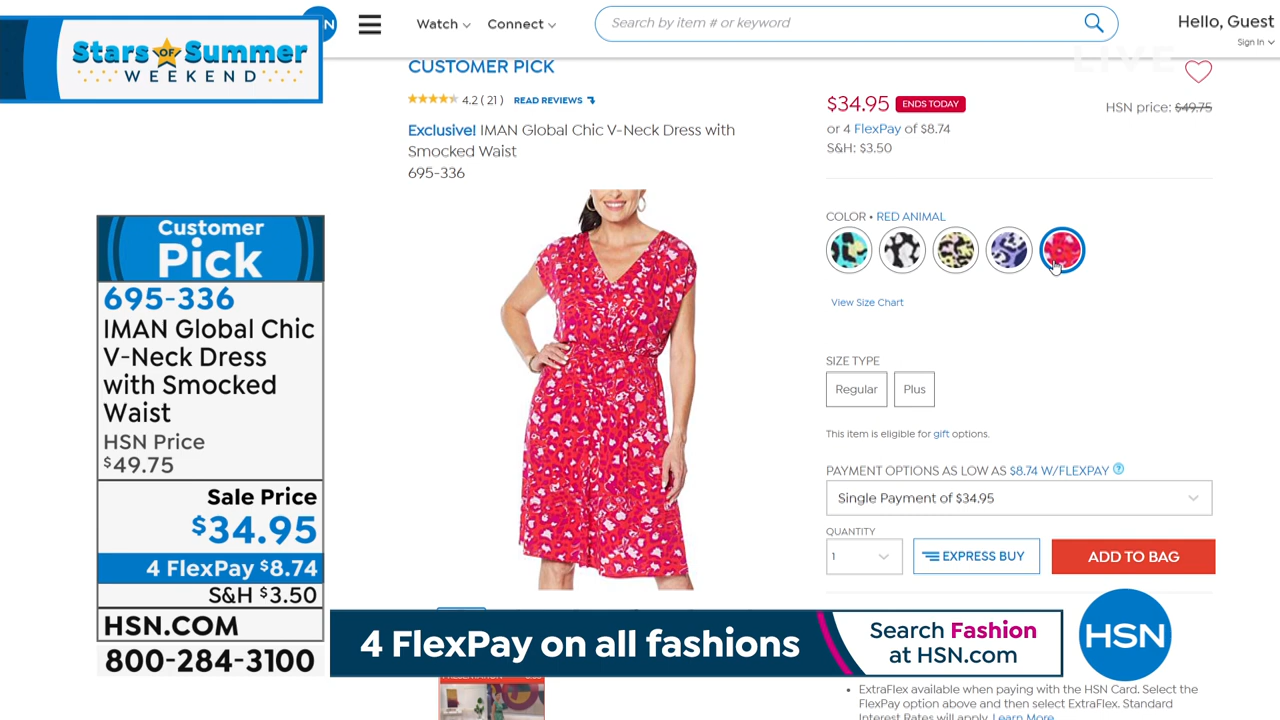 Stars OF Summer
WEEKEND
N
Watch
Connect
Search by item # or keyword
Hello, Guest
Sign In
LIVE
CUSTOMER PICK
4.2 ( 21 ) READ REVIEWS
Exclusive! IMAN Global Chic V-Neck Dress with
Smocked Waist
695-336
$34.95 ENDS TODAY
HSN price: $49.75
or 4 FlexPay of $8.74
S&H: $3.50
COLOR • RED ANIMAL
View Size Chart
SIZE TYPE
Regular
Plus
This item is eligible for gift options.
PAYMENT OPTIONS AS LOW AS $8.74 W/FLEXPAY ?
Single Payment of $34.95
QUANTITY
1
EXPRESS BUY
ADD TO BAG
Customer
Pick
695-336
IMAN Global Chic
V-Neck Dress
with Smocked
Waist
HSN Price
$49.75
Sale Price
$34.95
4 FlexPay $8.74
S&H $3.50
HSN.COM
800-284-3100
4 FlexPay on all fashions
Search Fashion
at HSN.com
HSN
PRESENTATION
• ExtraFlex available when paying with the HSN Card. Select the
FlexPay option above and then select ExtraFlex. Standard
Interest Rates will apply. Learn More